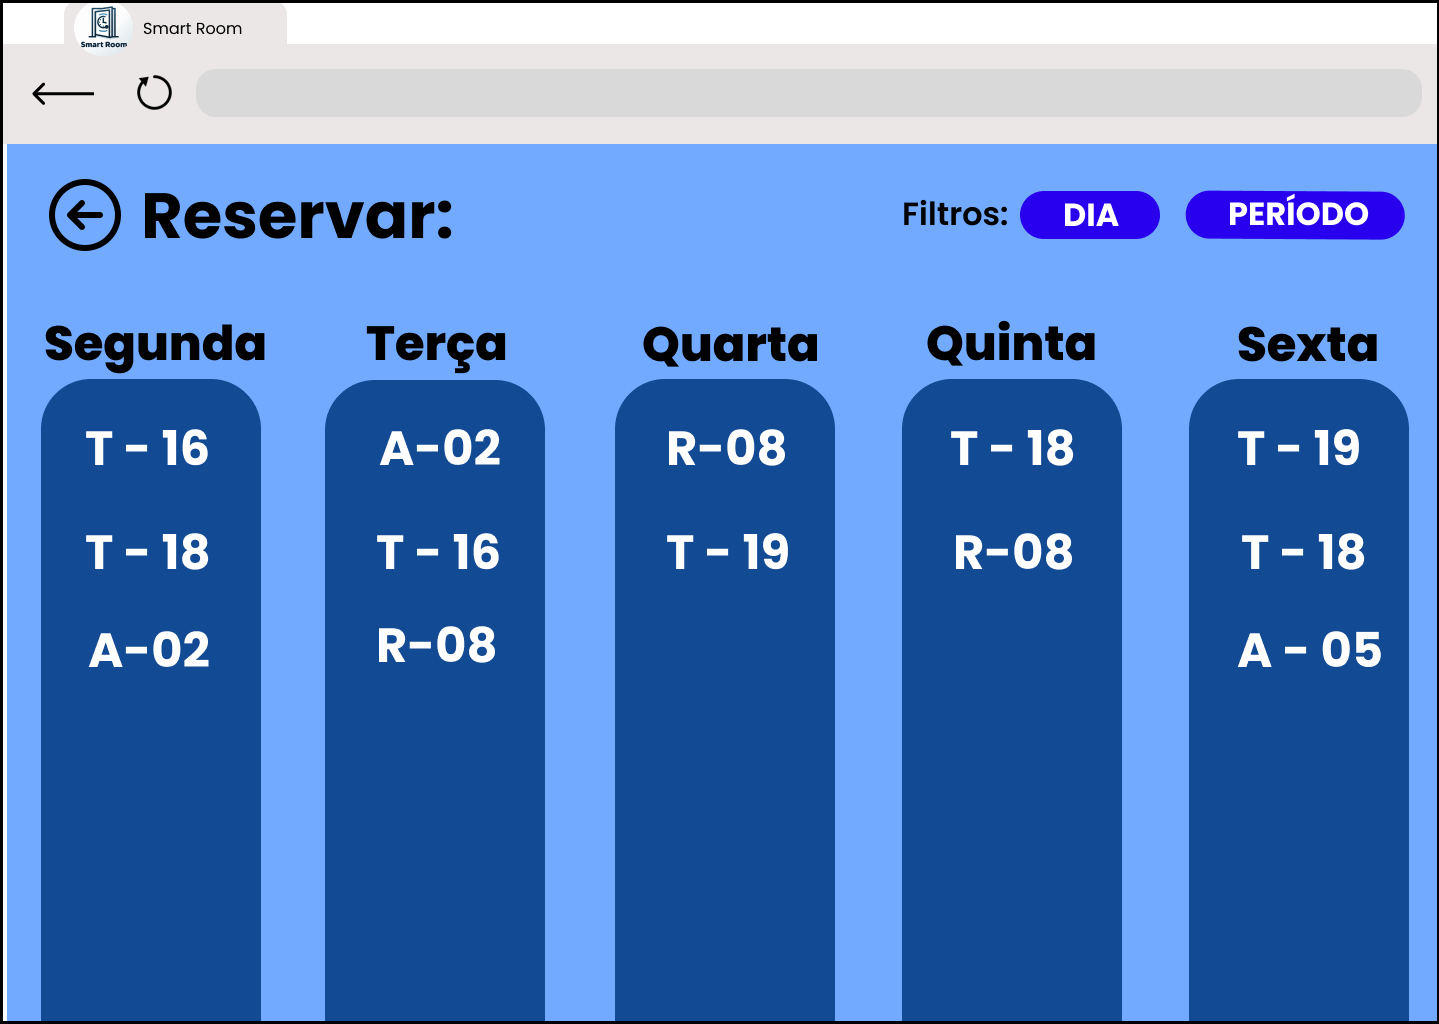 Smart Room
Smart Room
Reservar:
Filtros: DIA PERÍODO
Segunda Terça Quarta Quinta Sexta
T - 16 A-02 R-08 T - 18 T - 19
T - 18 T - 16 T - 19 R-08 T - 18
A-02 R-08 A - 05